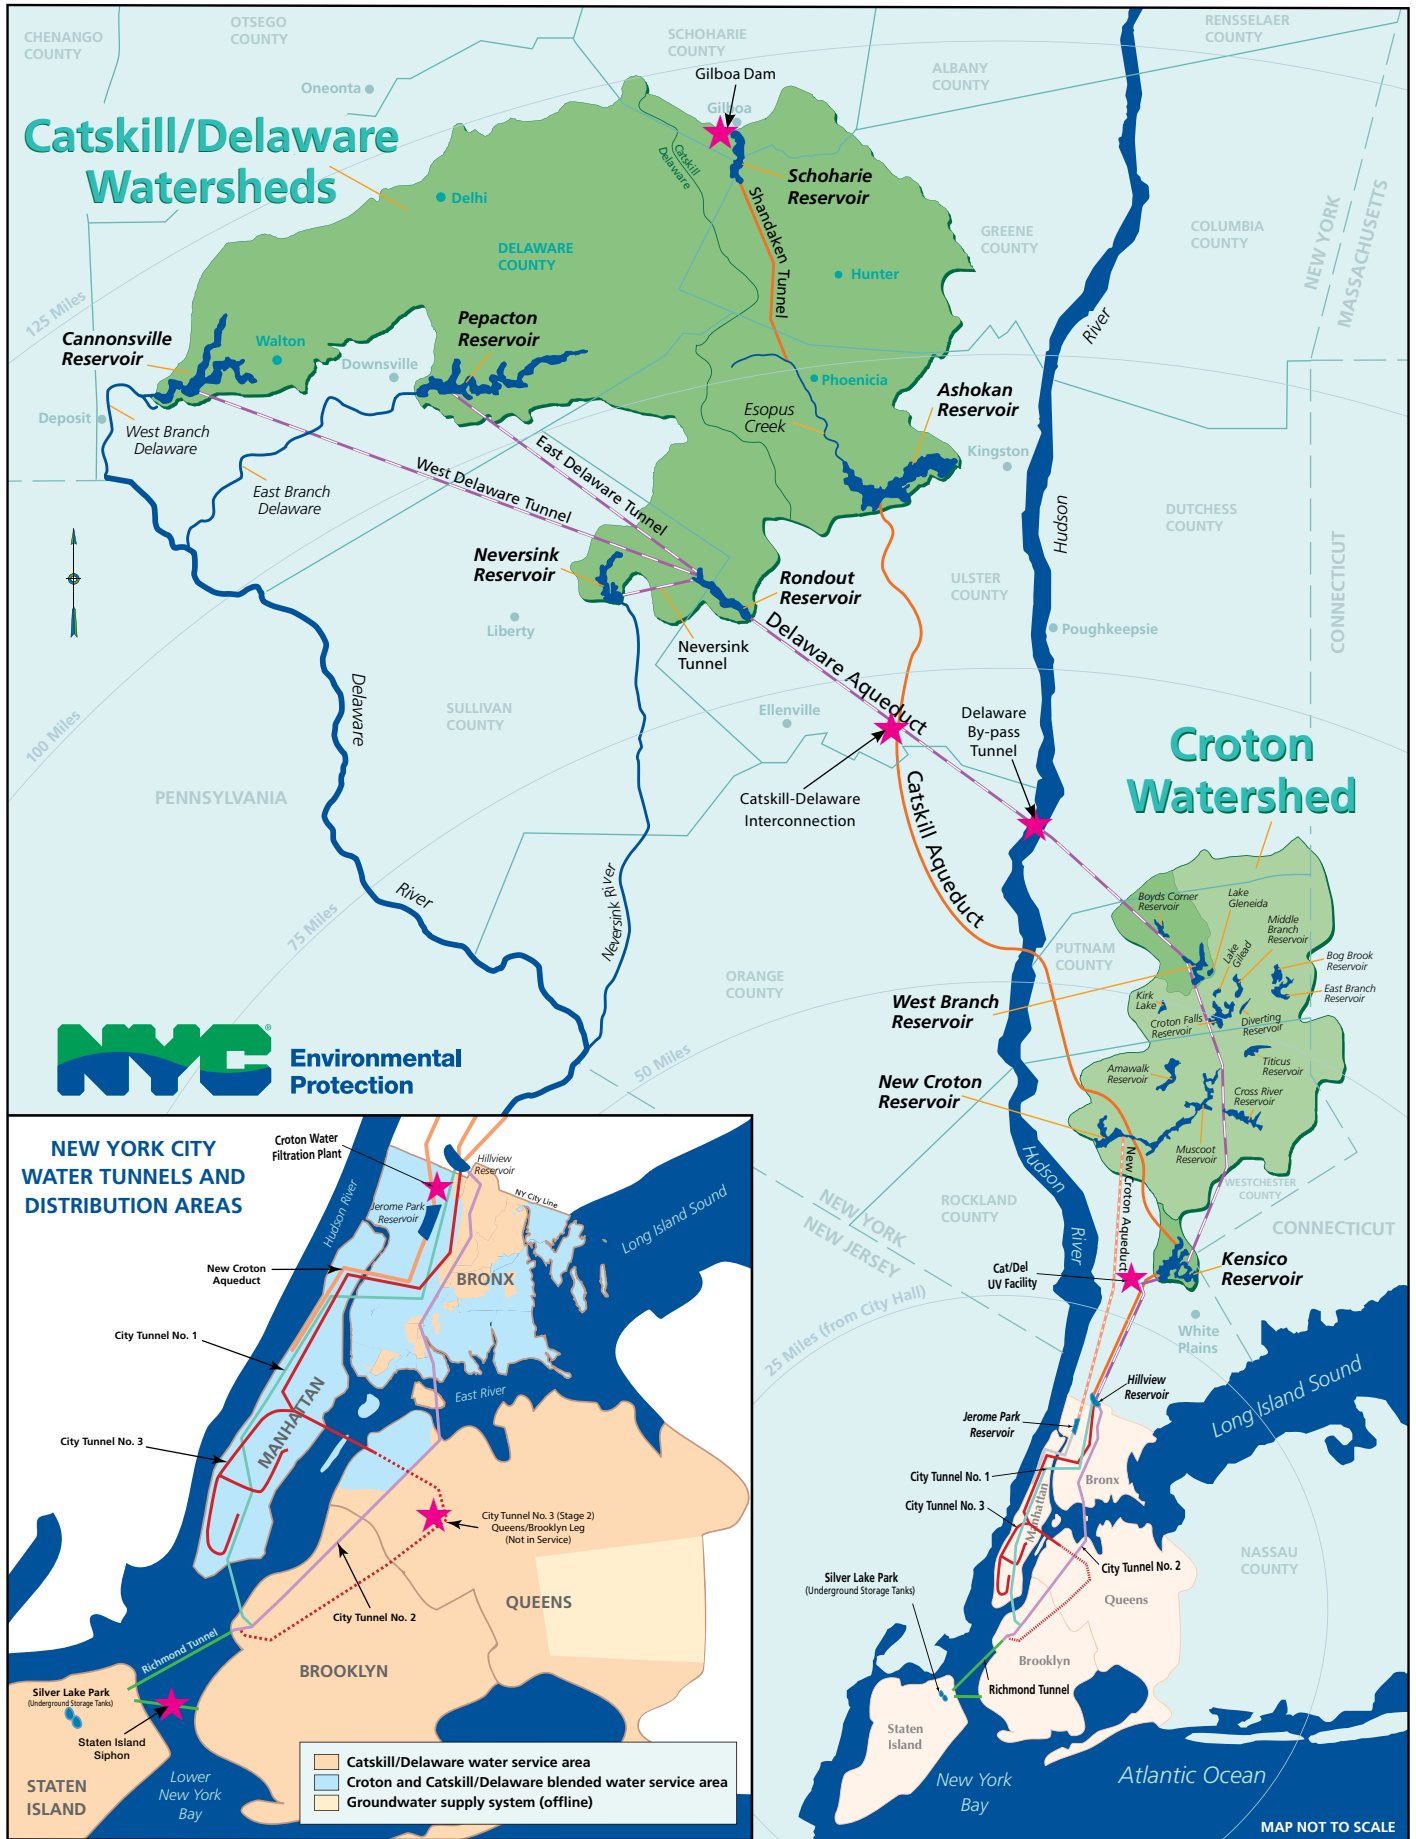 CHENANGO
COUNTY
OTSEGO
COUNTY
SCHOHARIE
COUNTY
ALBANY
COUNTY
RENSSELAER
COUNTY
Oneonta
Gilboa Dam
Gilboa
Catskill/Delaware
Watersheds
Catskill
Delaware
Schoharie
Reservoir
Delhi
DELAWARE
COUNTY
Shandaken Tunnel
GREENE
COUNTY
COLUMBIA
COUNTY
NEW YORK
MASSACHUSETTS
Hunter
125 Miles
Cannonsville
Reservoir
Walton
Pepacton
Reservoir
Downsville
River
Phoenicia
Ashokan
Reservoir
Deposit
West Branch
Delaware
Esopus
Creek
Kingston
East Delaware Tunnel
West Delaware Tunnel
East Branch
Delaware
Hudson
DUTCHESS
COUNTY
CONNECTICUT
Neversink
Reservoir
Rondout
Reservoir
ULSTER
COUNTY
Liberty
Poughkeepsie
Neversink
Tunnel
Delaware Aqueduct
Delaware
SULLIVAN
COUNTY
Ellenville
Delaware
By-pass
Tunnel
100 Miles
Croton
Watershed
PENNSYLVANIA
Catskill-Delaware
Interconnection
Catskill Aqueduct
River
Neversink River
75 Miles
Boyds Corner
Reservoir
Lake
Gleneida
Middle
Branch
Reservoir
Lake
Gilead
Bog Brook
Reservoir
PUTNAM
COUNTY
ORANGE
COUNTY
East Branch
Reservoir
West Branch
Reservoir
Kirk
Lake
Croton Falls
Reservoir
Diverting
Reservoir
NYC
®
Environmental
Protection
50 Miles
Titicus
Reservoir
Amawalk
Reservoir
New Croton
Reservoir
Cross River
Reservoir
Muscoot
Reservoir
Hudson
River
New Croton Aqueduct
WESTCHESTER
COUNTY
ROCKLAND
COUNTY
NEW YORK
NEW JERSEY
CONNECTICUT
Cat/Del
UV Facility
Kensico
Reservoir
25 Miles (from City Hall)
White
Plains
Hillview
Reservoir
Long Island Sound
Jerome Park
Reservoir
City Tunnel No. 1
Bronx
City Tunnel No. 3
Manhattan
NASSAU
COUNTY
City Tunnel No. 2
Silver Lake Park
(Underground Storage Tanks)
Queens
Brooklyn
Richmond Tunnel
Staten
Island
New York
Bay
Atlantic Ocean
MAP NOT TO SCALE
NEW YORK CITY
WATER TUNNELS AND
DISTRIBUTION AREAS
Croton Water
Filtration Plant
Hillview
Reservoir
NY City Line
Hudson River
Jerome Park
Reservoir
Long Island Sound
New Croton
Aqueduct
BRONX
City Tunnel No. 1
East River
MANHATTAN
City Tunnel No. 3
City Tunnel No. 3 (Stage 2)
Queens/Brooklyn Leg
(Not in Service)
QUEENS
City Tunnel No. 2
Richmond Tunnel
BROOKLYN
Silver Lake Park
(Underground Storage Tanks)
Staten Island
Siphon
STATEN
ISLAND
Lower
New York
Bay
Catskill/Delaware water service area
Croton and Catskill/Delaware blended water service area
Groundwater supply system (offline)